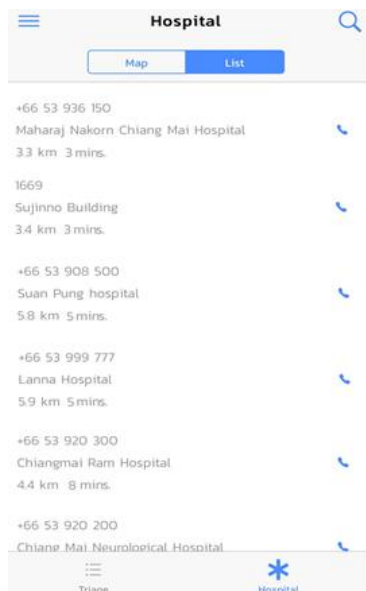 Hospital
Map List
+66 53 936 150
Maharaj Nakorn Chiang Mai Hospital
3.3 km 3 mins.
1669
Sujinno Building
3.4 km 3 mins.
+66 53 908 500
Suan Pung hospital
5.8 km 5 mins.
+66 53 999 777
Lanna Hospital
5.9 km 5 mins.
+66 53 920 300
Chiangmai Ram Hospital
4.4 km 8 mins.
+66 53 920 200
Chiang Mai Neurological Hospital
Triage Hospital